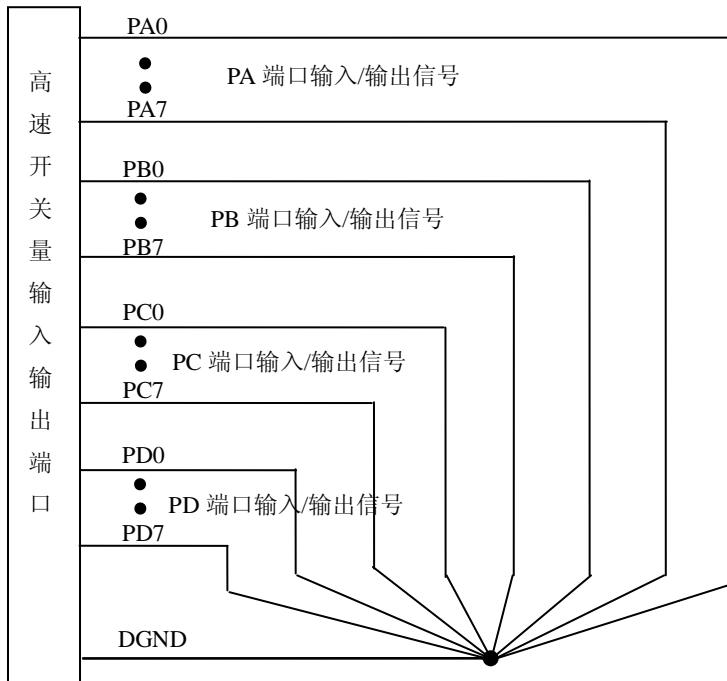 高速开关量输入输出端口
PA0
PA 端口输入/输出信号
PA7
PB0
PB 端口输入/输出信号
PB7
PC0
PC 端口输入/输出信号
PC7
PD0
PD 端口输入/输出信号
PD7
DGND